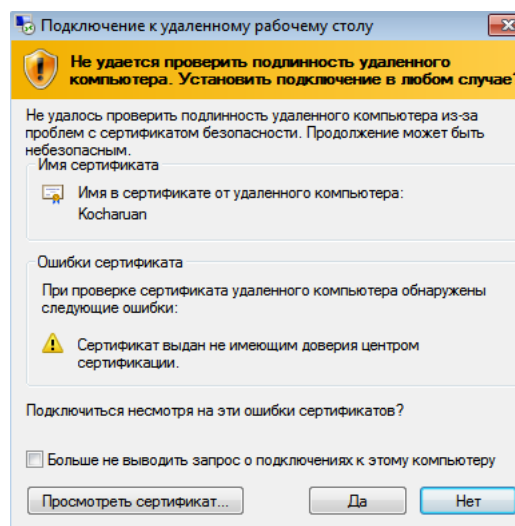 Подключение к удаленному рабочему столу
Не удается проверить подлинность удаленного
компьютера. Установить подключение в любом случае?
Не удалось проверить подлинность удаленного компьютера из-за
проблем с сертификатом безопасности. Продолжение может быть
небезопасным.
Имя сертификата
Имя в сертификате от удаленного компьютера:
Kocharuan
Ошибки сертификата
При проверке сертификата удаленного компьютера обнаружены
следующие ошибки:
Сертификат выдан не имеющим доверия центром
сертификации.
Подключиться несмотря на эти ошибки сертификатов?
Больше не выводить запрос о подключениях к этому компьютеру
Просмотреть сертификат...
Да
Нет